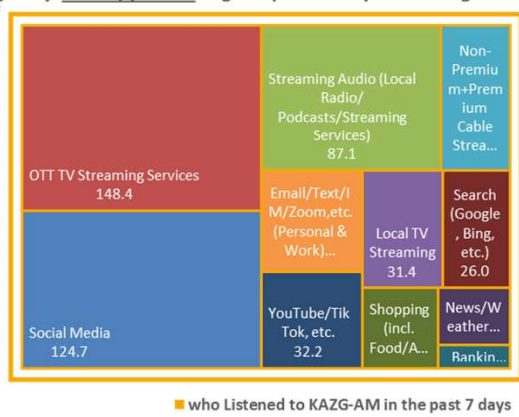 OTT TV Streaming Services
148.4
Social Media
124.7
Streaming Audio (Local
Radio/
Podcasts/Streaming
Services)
87.1
Non-
Premiu
m+Prem
ium
Cable
Strea...
Email/Text/I
M/Zoom,etc.
(Personal &
Work)...
Local TV
Streaming
31.4
Search
(Google
, Bing,
etc.)
26.0
YouTube/Tik
Tok, etc.
32.2
Shopping
(incl.
Food/A...
News/W
eather...
Bankin...
who Listened to KAZG-AM in the past 7 days